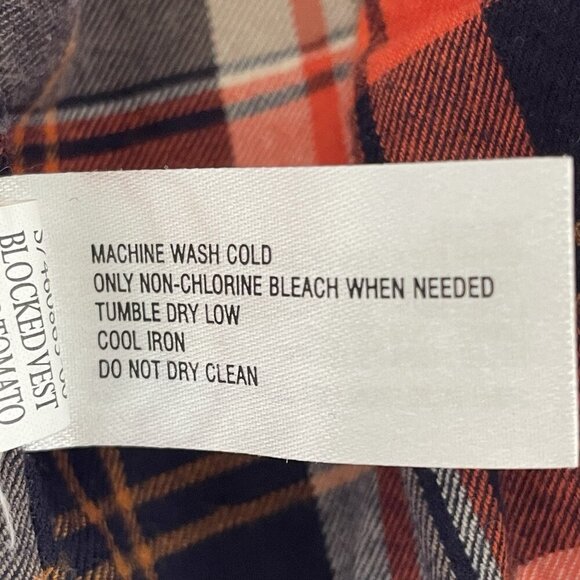 MACHINE WASH COLD
ONLY NON-CHLORINE BLEACH WHEN NEEDED
TUMBLE DRY LOW
COOL IRON
DO NOT DRY CLEAN
BLOCKED VEST
TOMATO